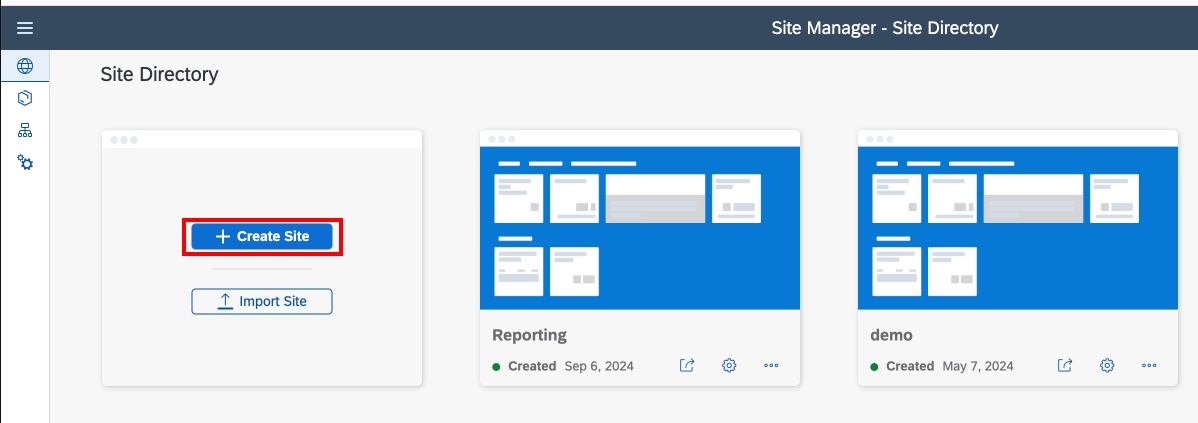 Site Manager - Site Directory
Site Directory
Create Site
Import Site
Reporting
Created Sep 6, 2024
demo
Created May 7, 2024